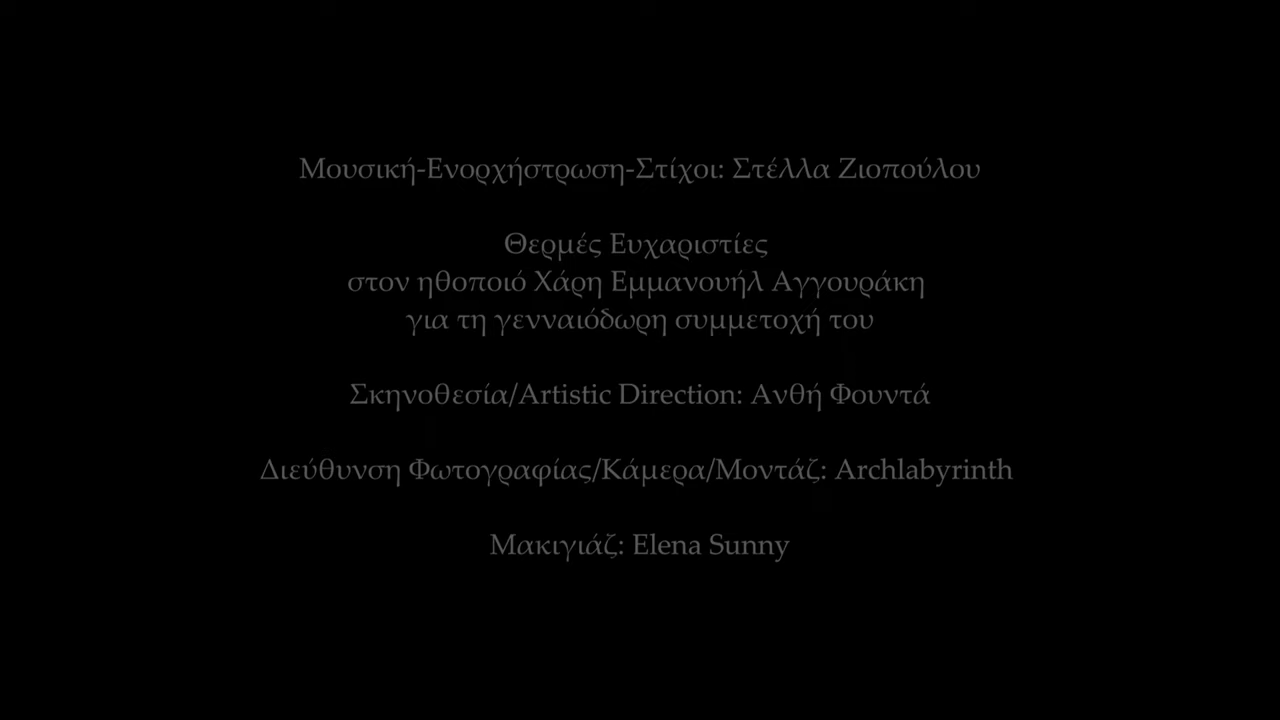 Μουσική-Ενορχήστρωση-Στίχοι: Στέλλα Ζιοπούλου
Θερμές Ευχαριστίες
στον ηθοποιό Χάρη Εμμανουήλ Αγγουράκη
για τη γενναιόδωρη συμμετοχή του
Σκηνοθεσία/Artistic Direction: Ανθή Φουντά
Διεύθυνση Φωτογραφίας/Κάμερα/Μοντάζ: Archlabyrinth
Μακιγιάζ: Elena Sunny